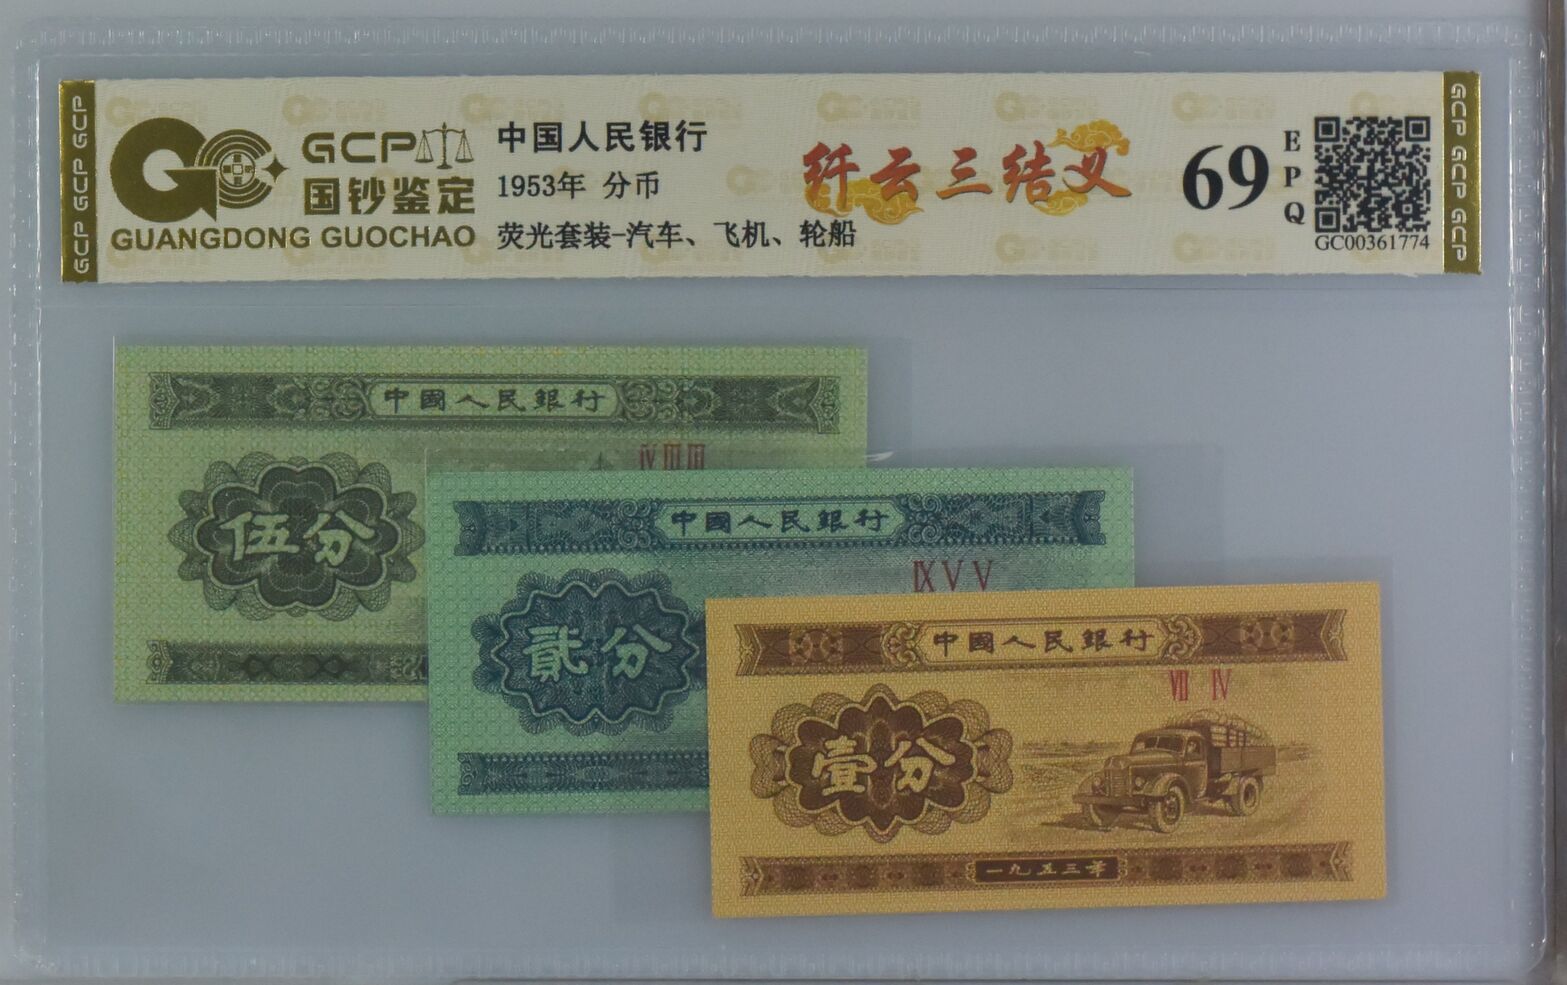 GCP GCP GCP
GCP
国钞鉴定
GUANGDONG GUOCHAO
中国人民银行
1953年 分币
荧光套装-汽车、飞机、轮船
纤云三结义
69
EPQ
GC00361774
GCP GCP GCP
中國人民銀行
ⅣⅢⅢ
伍分
中國人民銀行
ⅨⅤⅤ
貳分
中國人民銀行
Ⅶ Ⅳ
壹分
一九五三年